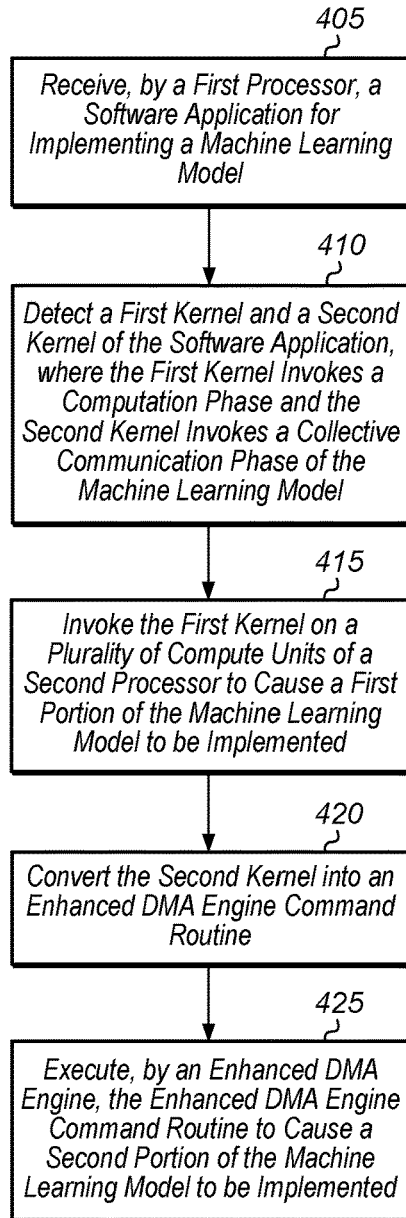 405
Receive, by a First Processor, a
Software Application for
Implementing a Machine Learning
Model
410
Detect a First Kernel and a Second
Kernel of the Software Application,
where the First Kernel Invokes a
Computation Phase and the
Second Kernel Invokes a Collective
Communication Phase of the
Machine Learning Model
415
Invoke the First Kernel on a
Plurality of Compute Units of a
Second Processor to Cause a First
Portion of the Machine Learning
Model to be Implemented
420
Convert the Second Kernel into an
Enhanced DMA Engine Command
Routine
425
Execute, by an Enhanced DMA
Engine, the Enhanced DMA Engine
Command Routine to Cause a
Second Portion of the Machine
Learning Model to be Implemented